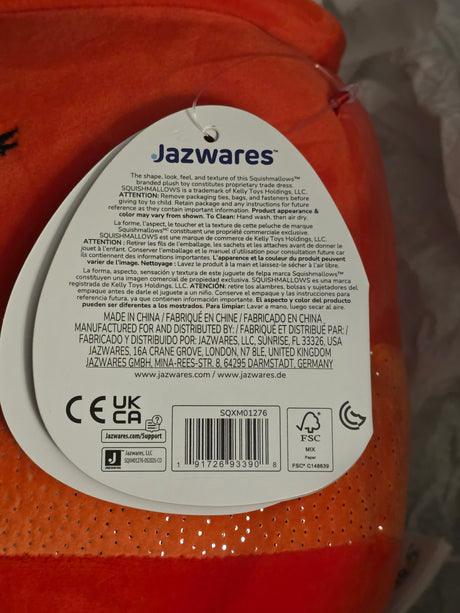 Jazwares™
The shape, look, feel, and texture of this Squishmallows™
branded plush toy constitutes proprietary trade dress.
SQUISHMALLOWS is a trademark of Kelly Toys Holdings, LLC.
ATTENTION: Remove packaging ties, bags, and fasteners before
giving toy to child. Retain package and any instructions for future
reference as they contain important information. Product appearance &
color may vary from shown. To Clean: Hand wash, then air dry.
La forme, l'aspect, le toucher et la texture de cette peluche de marque
Squishmallows™ constituent une propriété commerciale exclusive.
SQUISHMALLOWS est une marque de commerce de Kelly Toys Holdings, LLC.
ATTENTION : Retirer les fils de l'emballage, les sachets et les attaches avant de donner le
jouet à l'enfant. Conserver l'emballage et le manuel d'utilisation pour consultation future car ils
contiennent des informations importantes. L'apparence et la couleur du produit peuvent
varier de l'image. Nettoyage : Lavez le produit à la main et laissez-le sécher à l'air libre.
La forma, aspecto, sensación y textura de este juguete de felpa marca Squishmallows™
constituyen una imagen comercial de propiedad exclusiva. SQUISHMALLOWS es una marca
registrada de Kelly Toys Holdings, LLC. ATENCIÓN: retire los alambres, bolsas y sujetadores del
empaque antes de darle el juguete a un niño. Conserve el empaque y las instrucciones para
referencia futura, ya que contienen información importante. El aspecto y color del producto
pueden ser diferentes a lo mostrado. Para limpiar: Lavar a mano, luego secar al aire.
MADE IN CHINA / FABRIQUÉ EN CHINE / FABRICADO EN CHINA
MANUFACTURED FOR AND DISTRIBUTED BY: / FABRIQUÉ ET DISTRIBUÉ PAR: /
FABRICADO Y DISTRIBUIDO POR: JAZWARES, LLC, SUNRISE, FL 33326, USA
JAZWARES, 16A CRANE GROVE, LONDON, N7 8LE, UNITED KINGDOM
JAZWARES GMBH, MINA-REES-STR. 8, 64295 DARMSTADT, GERMANY
www.jazwares.com / www.jazwares.de
CE UK
CA
Jazwares.com/Support
Jazwares, LLC
SQXM01276-052025-CO
JAZWARES
SQXM01276
1 91726 93390 8
FSC
MIX
Paper
FSC® C148639